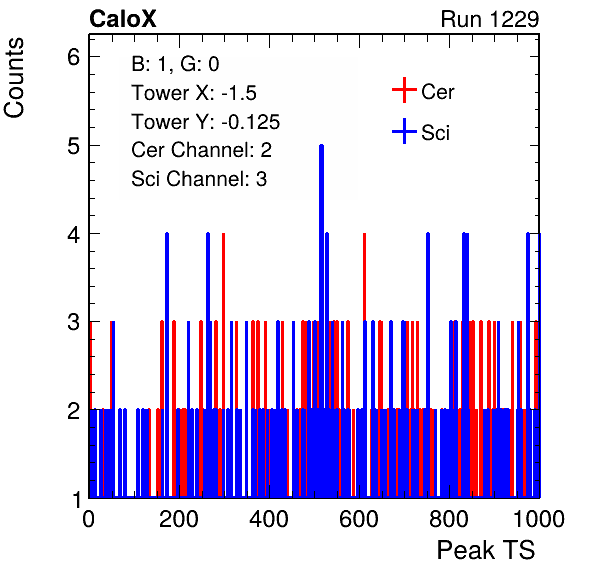 CaloX Run 1229
Counts
B: 1, G: 0
Tower X: -1.5
Tower Y: -0.125
Cer Channel: 2
Sci Channel: 3
Cer
Sci
6
5
4
3
2
1
0 200 400 600 800 1000
Peak TS